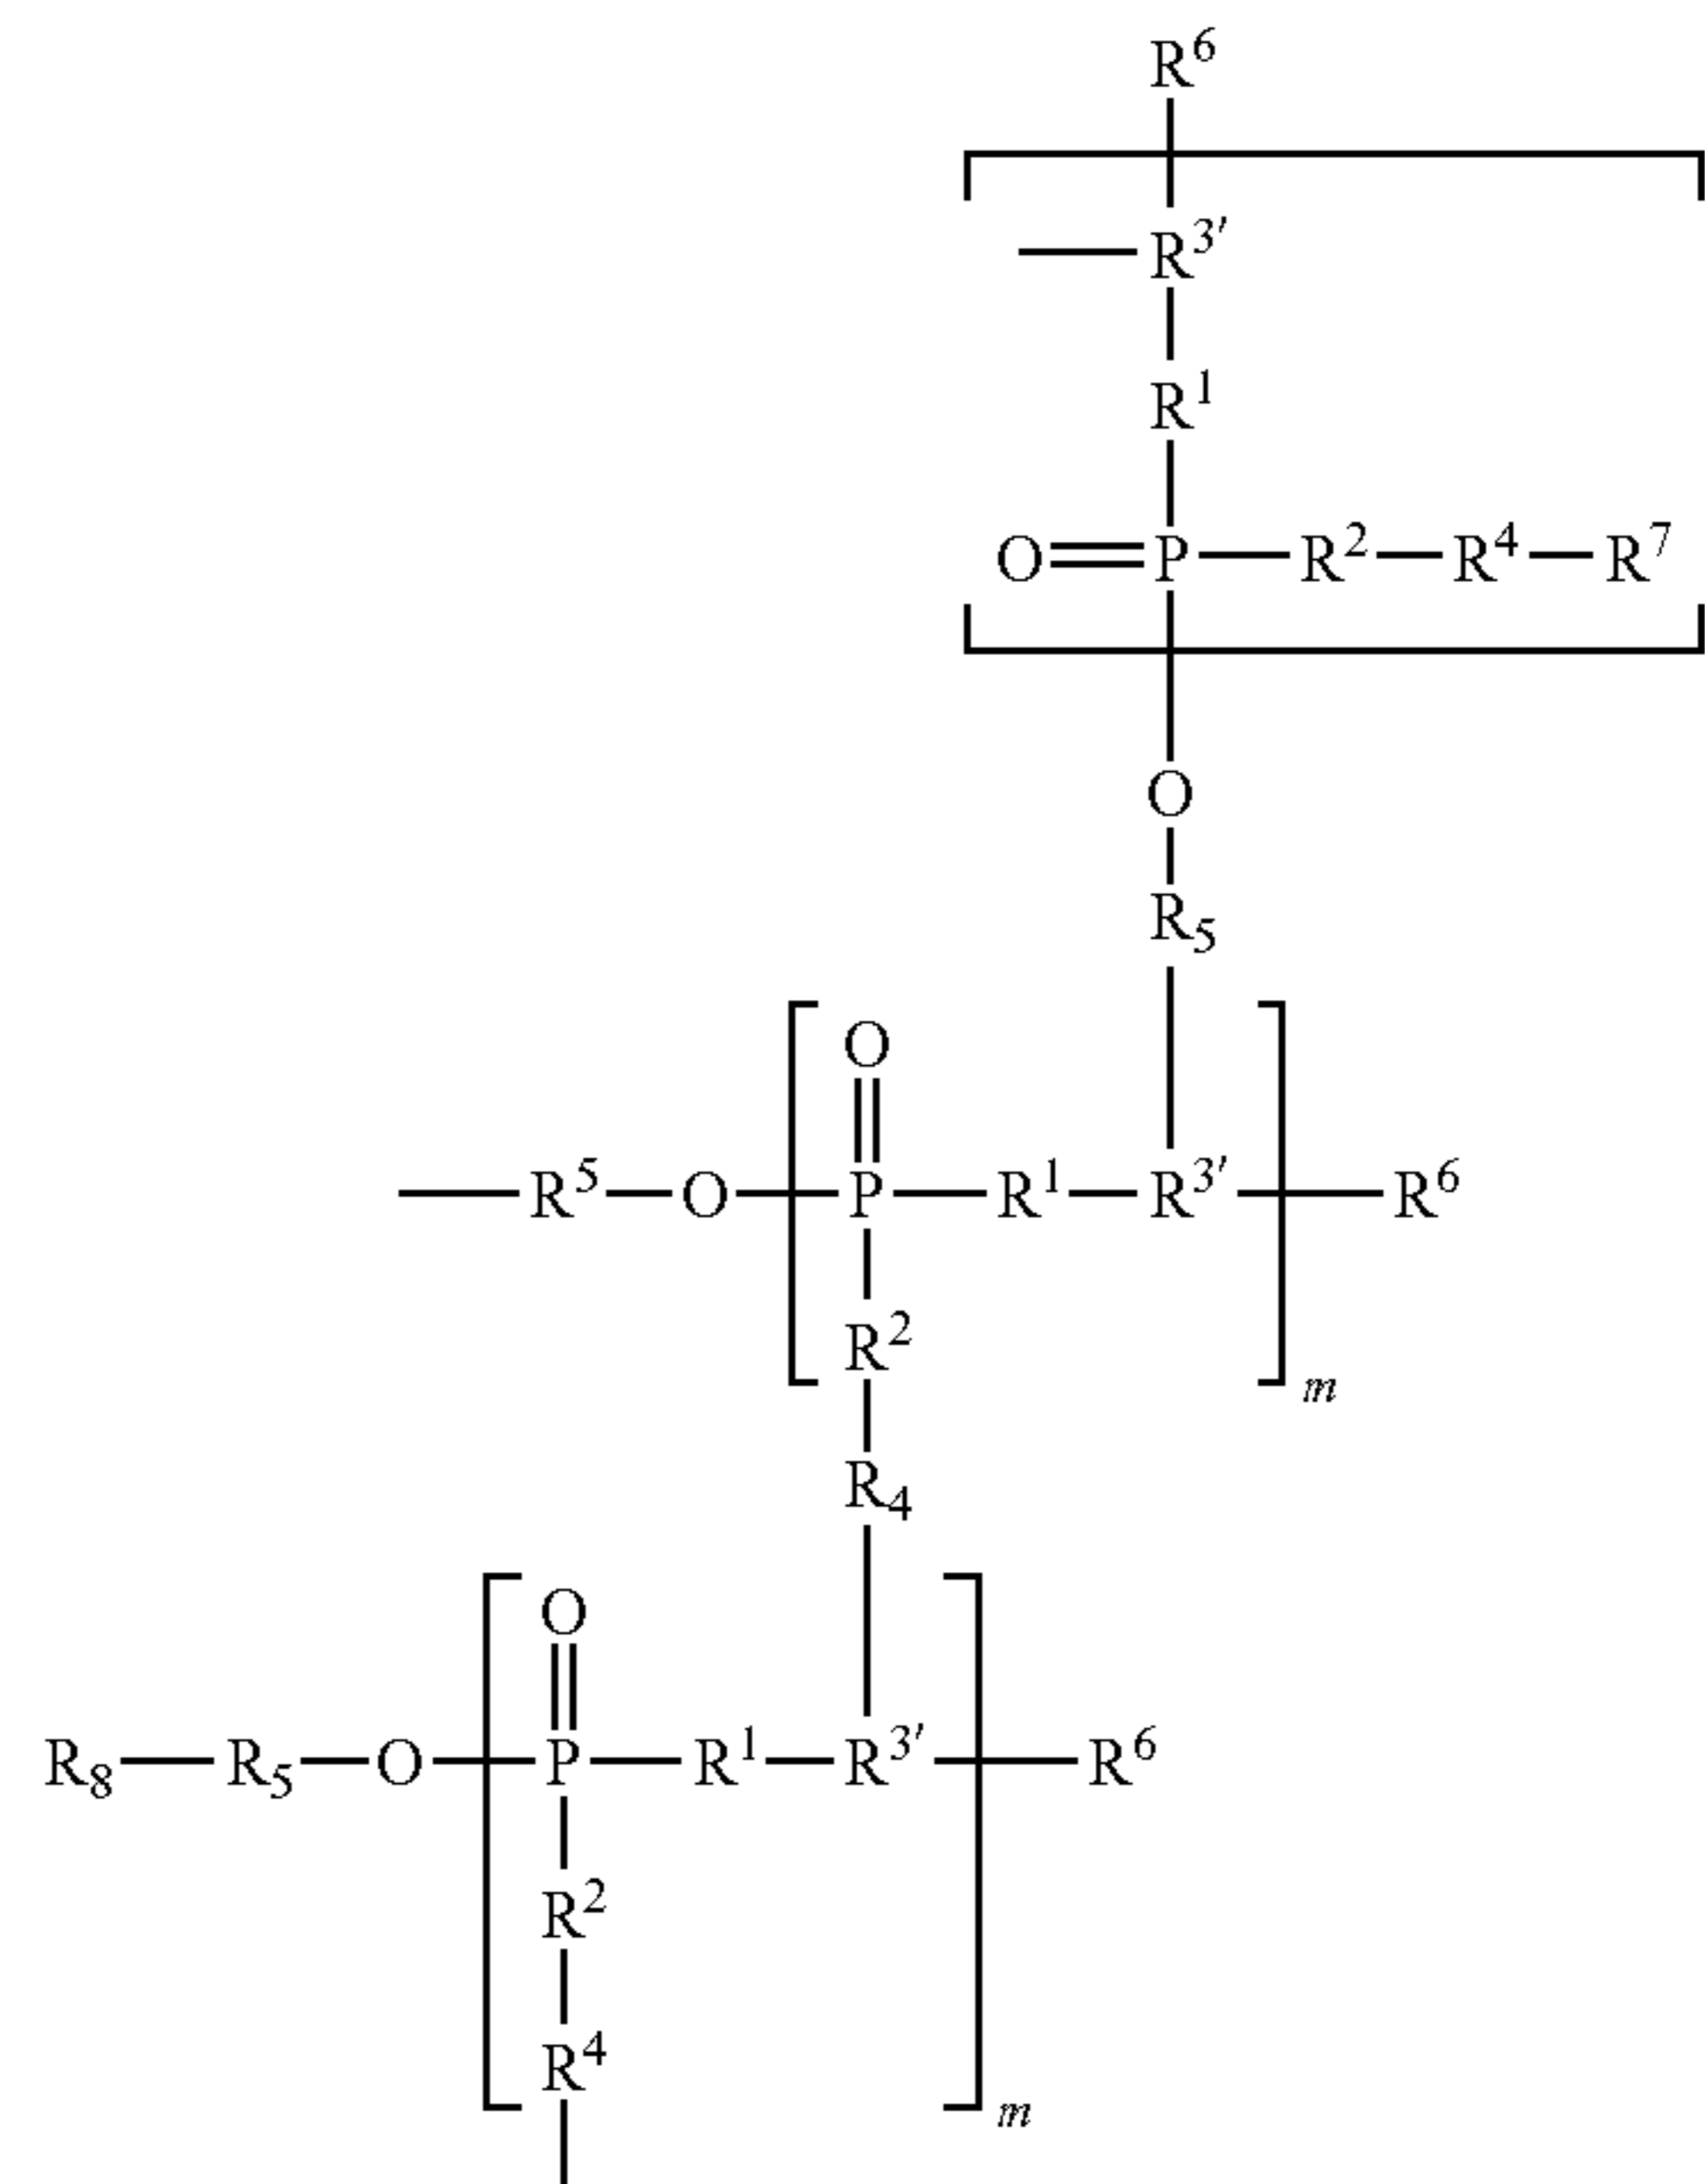 R⁶
R³′
R¹
O P R² R⁴ R⁷
O
R₅
O
R⁵ O P R¹ R³′ R⁶
R²
m
R₄
O
R₈ R₅ O P R¹ R³′ R⁶
R²
R⁴
m